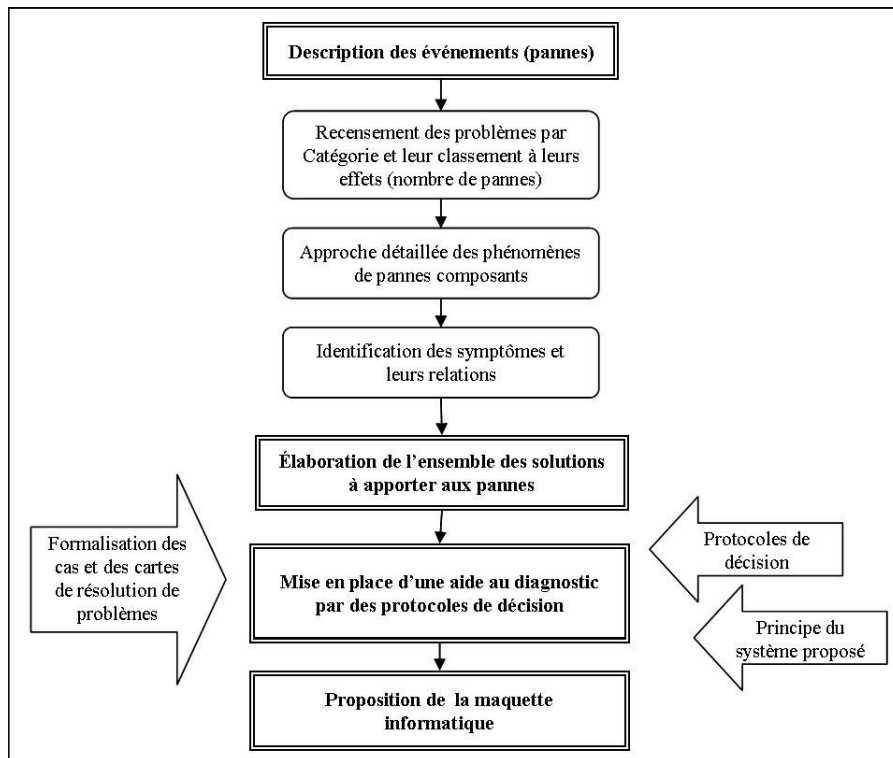 Description des événements (pannes)
Recensement des problèmes par
Catégorie et leur classement à leurs
effets (nombre de pannes)
Approche détaillée des phénomènes
de pannes composants
Identification des symptômes et
leurs relations
Élaboration de l'ensemble des solutions
à apporter aux pannes
Formalisation des
cas et des cartes
de résolution de
problèmes
Mise en place d'une aide au diagnostic
par des protocoles de décision
Protocoles de
décision
Principe du
système proposé
Proposition de la maquette
informatique